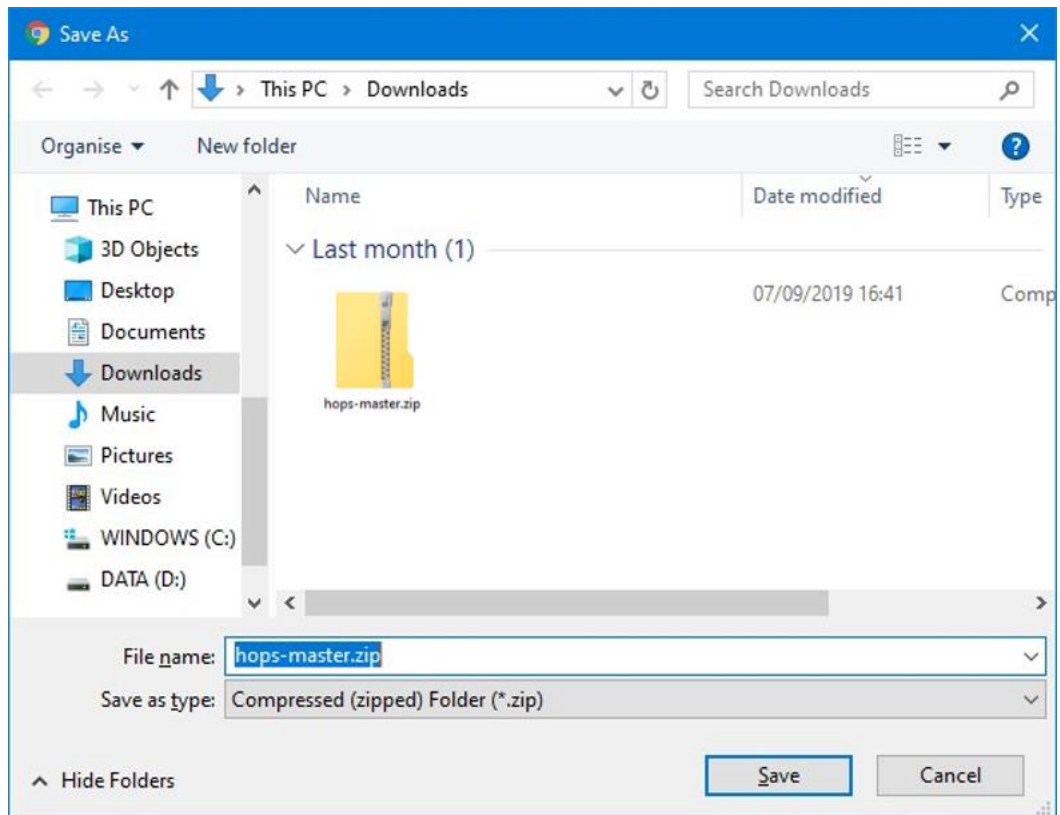 Save As
This PC > Downloads
Search Downloads
Organise
New folder
Name
Date modified
Type
This PC
3D Objects
Desktop
Documents
Downloads
Music
Pictures
Videos
WINDOWS (C:)
DATA (D:)
Last month (1)
07/09/2019 16:41
Comp
hops-master.zip
File name:
hops-master.zip
Save as type:
Compressed (zipped) Folder (*.zip)
Hide Folders
Save
Cancel